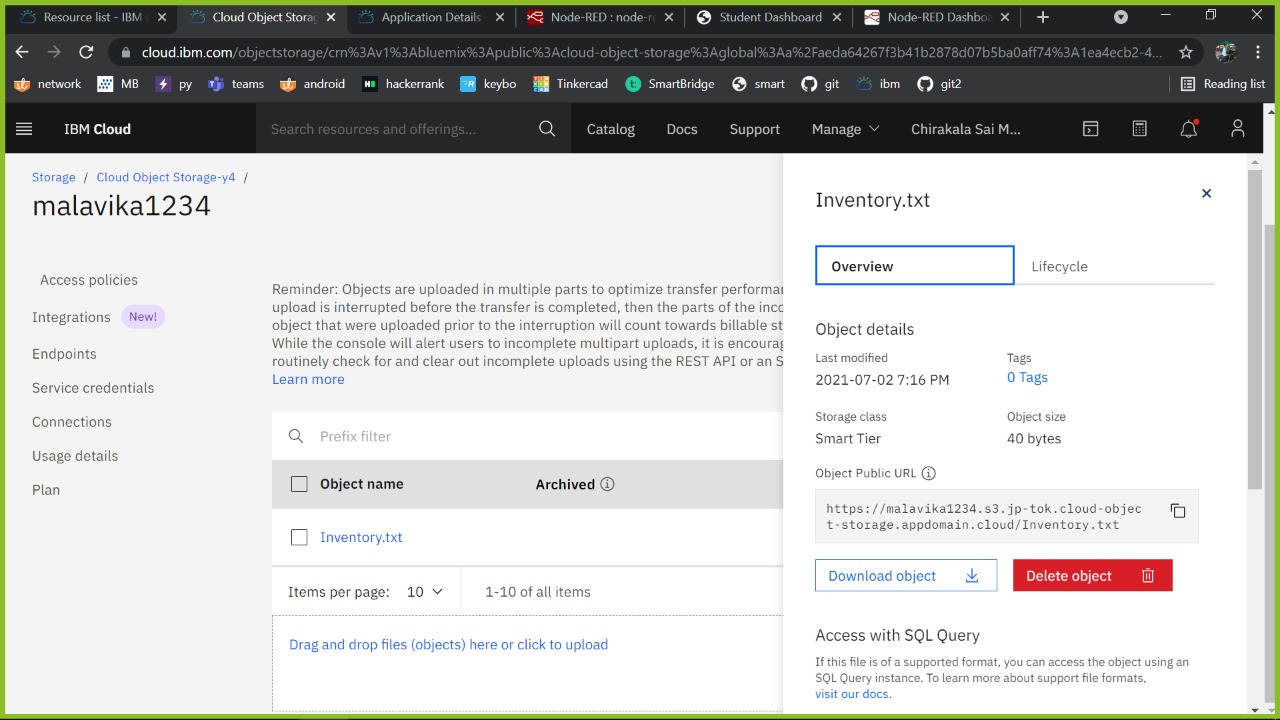 Resource list - IBM C
Cloud Object Storag
Application Details
Node-RED : node-re
Student Dashboard
Node-RED Dashboa
cloud.ibm.com/objectstorage/crn%3Av1%3Abluemix%3Apublic%3Acloud-object-storage%3Aglobal%3Aa%2Faeda64267f3b41b2878d07b5ba0aff74%3A1ea4ecb2-4...
network
MB
py
teams
android
hackerrank
keybo
Tinkercad
SmartBridge
smart
git
ibm
git2
Reading list
IBM Cloud
Search resources and offerings...
Catalog
Docs
Support
Manage
Chirakala Sai M...
Storage / Cloud Object Storage-y4 /
malavika1234
Access policies
Integrations New!
Endpoints
Service credentials
Connections
Usage details
Plan
Reminder: Objects are uploaded in multiple parts to optimize transfer performa
upload is interrupted before the transfer is completed, then the parts of the inco
object that were uploaded prior to the interruption will count towards billable st
While the console will alert users to incomplete multipart uploads, it is encourag
routinely check for and clear out incomplete uploads using the REST API or an S
Learn more
Prefix filter
Object name
Archived
Inventory.txt
Items per page: 10
1-10 of all items
Drag and drop files (objects) here or click to upload
Inventory.txt
Overview
Lifecycle
Object details
Last modified
2021-07-02 7:16 PM
Tags
0 Tags
Storage class
Smart Tier
Object size
40 bytes
Object Public URL
https://malavika1234.s3.jp-tok.cloud-objec
t-storage.appdomain.cloud/Inventory.txt
Download object
Delete object
Access with SQL Query
If this file is of a supported format, you can access the object using an
SQL Query instance. To learn more about support file formats,
visit our docs.